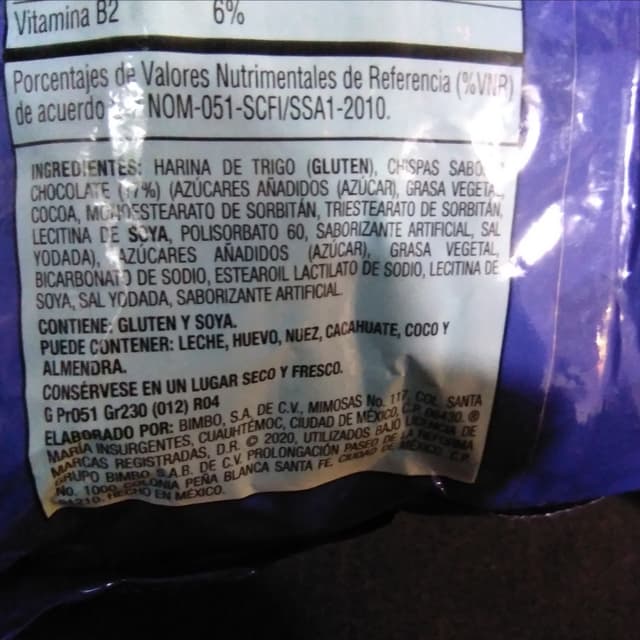 Vitamina B2 6%
Porcentajes de Valores Nutrimentales de Referencia (%VNR)
de acuerdo NOM-051-SCFI/SSA1-2010.
INGREDIENTES: HARINA DE TRIGO (GLUTEN), CHISPAS
CHOCOLATE (AZÚCARES AÑADIDOS (AZÚCAR), GRASA VEGETAL,
COCOA, MONOESTEARATO DE SORBITÁN, TRIESTEARATO DE SORBITÁN,
LECITINA DE SOYA, POLISORBATO 60, SABORIZANTE ARTIFICIAL, SAL
YODADA), AZÚCARES AÑADIDOS (AZÚCAR), GRASA VEGETAL,
BICARBONATO DE SODIO, ESTEAROIL LACTILATO DE SODIO, LECITINA DE
SOYA, SAL YODADA, SABORIZANTE ARTIFICIAL.
CONTIENE: GLUTEN Y SOYA.
PUEDE CONTENER: LECHE, HUEVO, NUEZ, CACAHUATE, COCO Y
ALMENDRA.
CONSÉRVESE EN UN LUGAR SECO Y FRESCO.
G Pr051 Gr230 (012) R04
ELABORADO POR: BIMBO, S.A. DE C.V., MIMOSAS No. 117, COL. SANTA
MARÍA INSURGENTES, CUAUHTÉMOC, CIUDAD DE MÉXICO, C.P. 06430. ®
MARCAS REGISTRADAS, D.R. © 2020, UTILIZADOS BAJO LICENCIA DE
GRUPO BIMBO, S.A.B. DE C.V. PROLONGACIÓN PASEO DE LA REFORMA
No. COLONIA PEÑA BLANCA SANTA FE, CIUDAD DE MÉXICO, C.P.
HECHO EN MÉXICO.